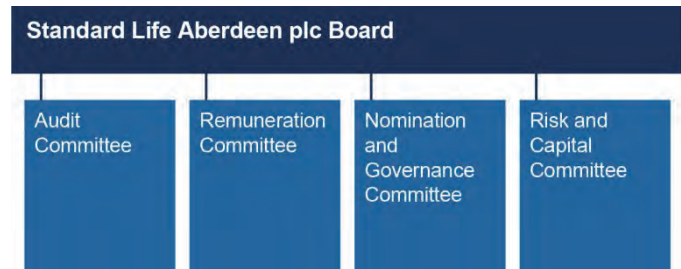 Standard Life Aberdeen plc Board
Audit
Committee
Remuneration
Committee
Nomination
and
Governance
Committee
Risk and
Capital
Committee